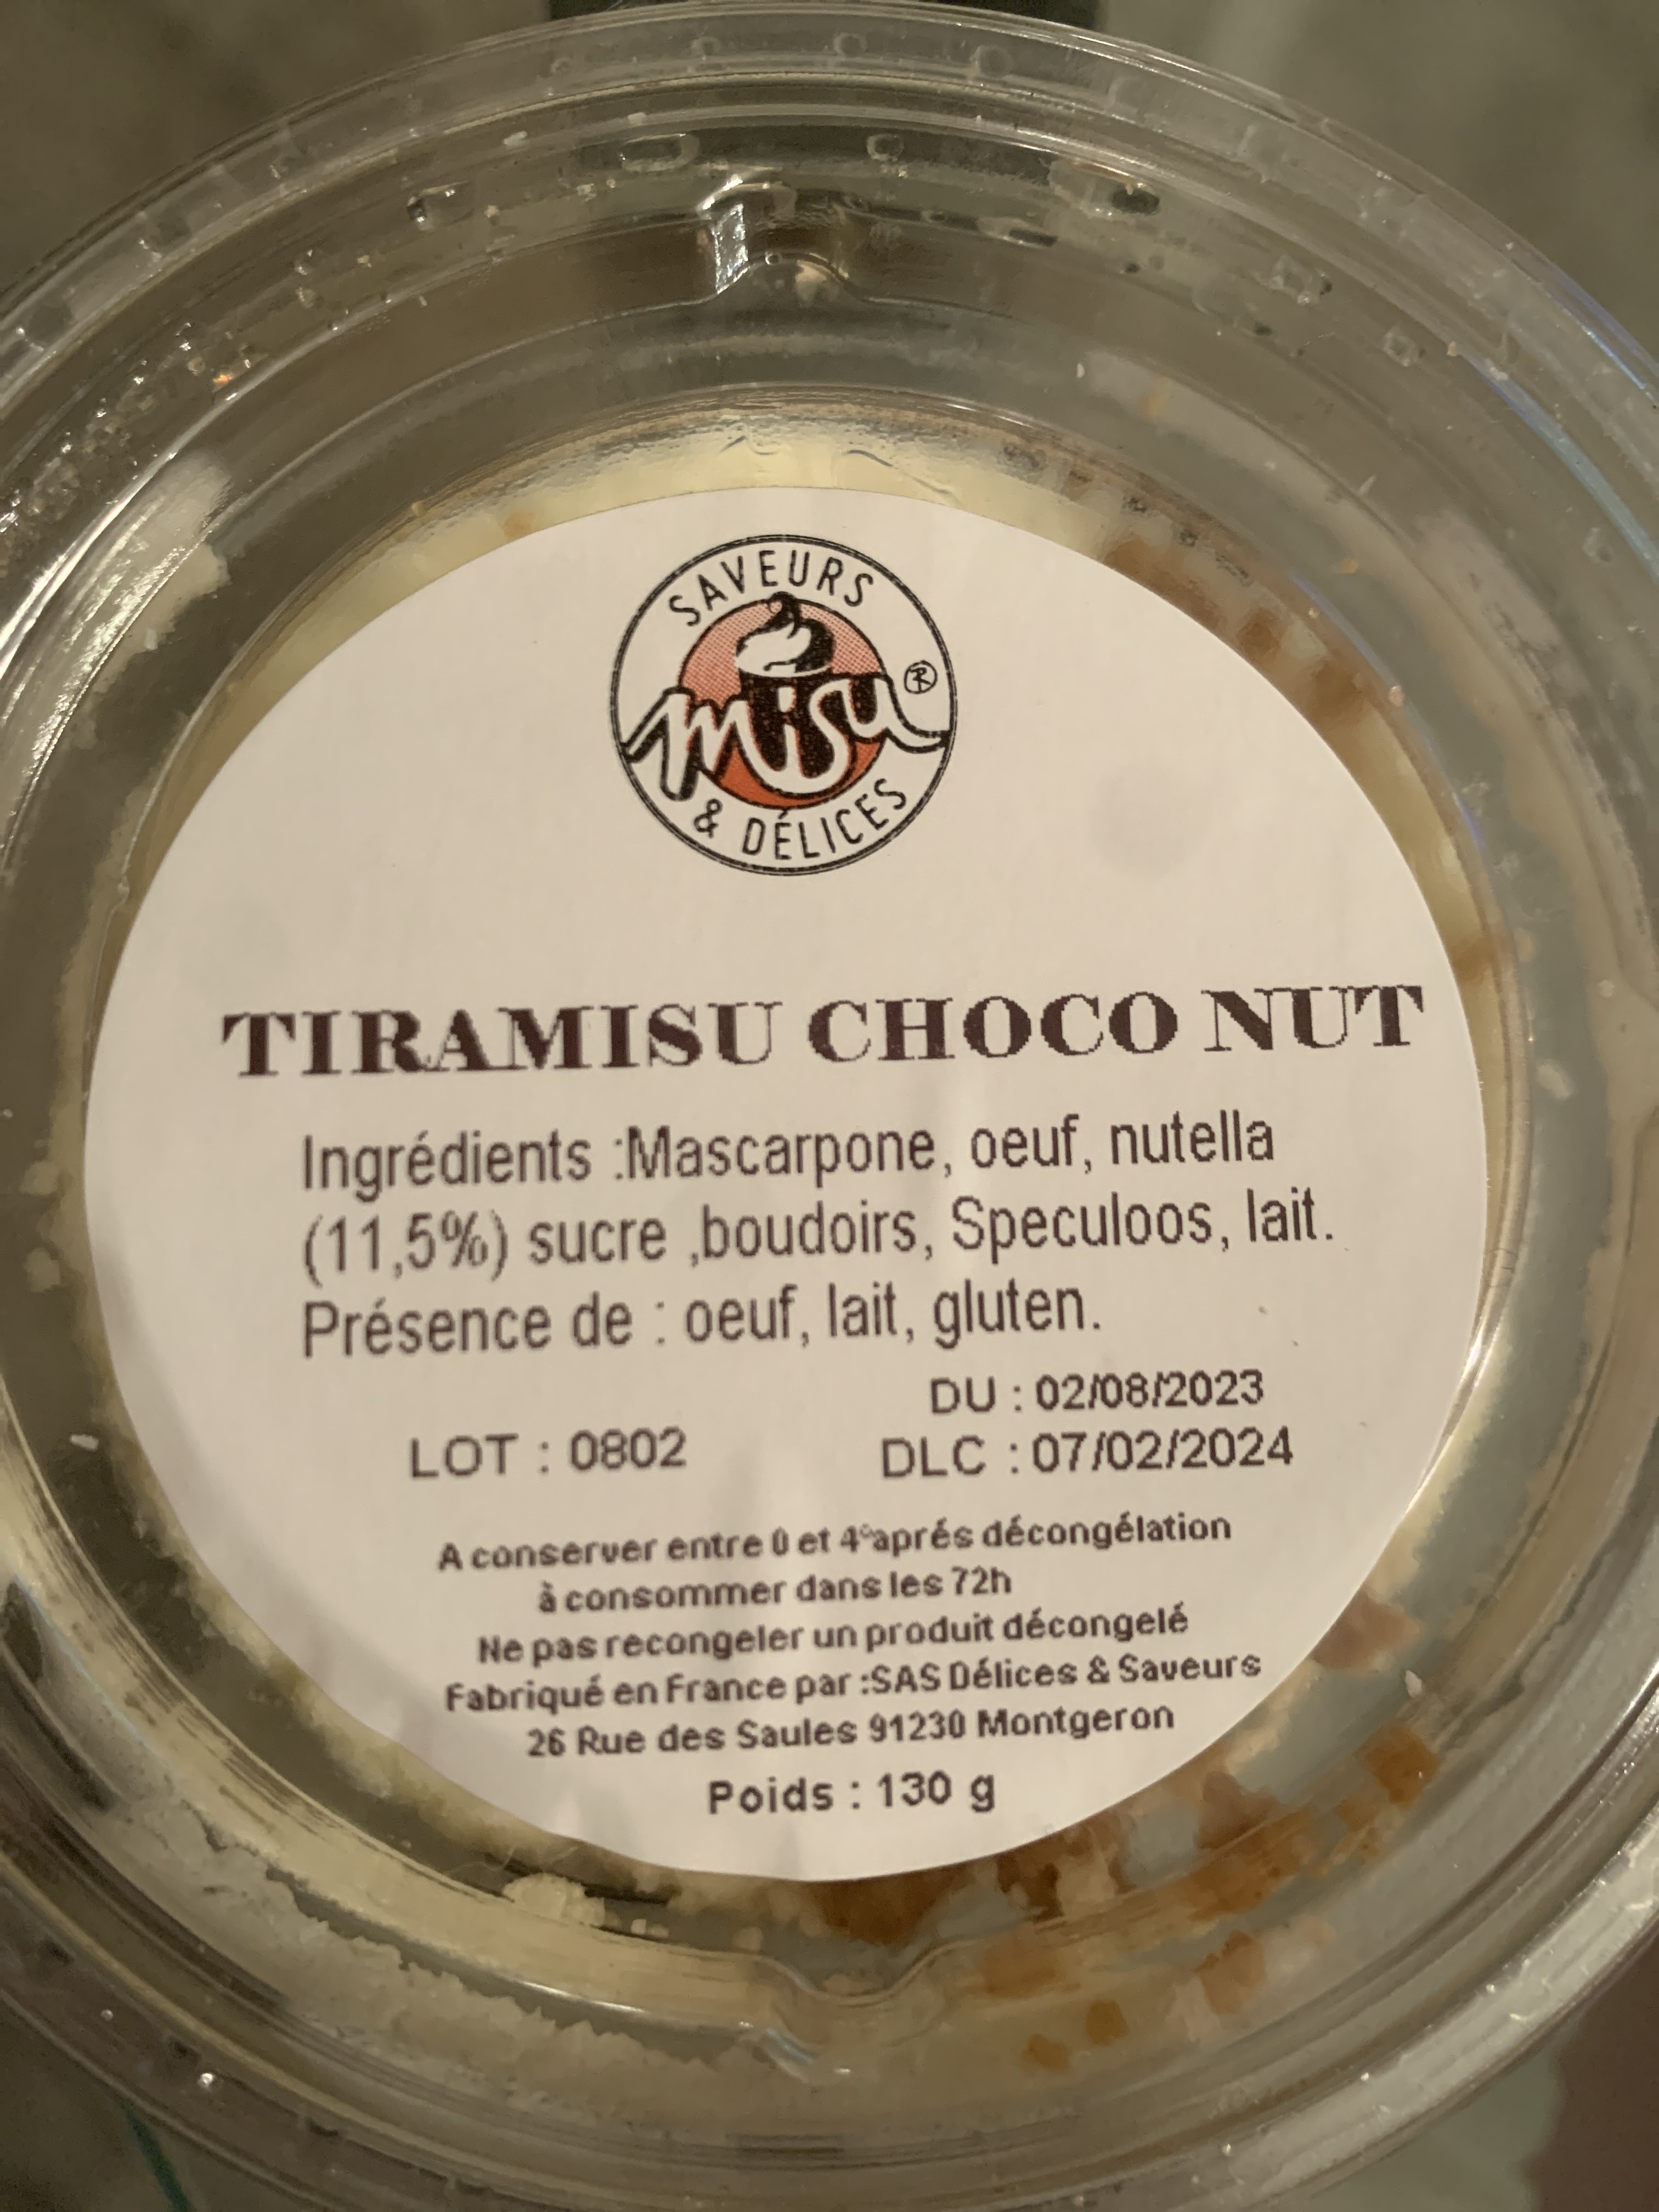 SAVEURS
misu®
& DÉLICES
TIRAMISU CHOCO NUT
Ingrédients :Mascarpone, oeuf, nutella
(11,5%) sucre ,boudoirs, Speculoos, lait.
Présence de : oeuf, lait, gluten.
DU : 02/08/2023
LOT : 0802 DLC : 07/02/2024
A conserver entre 0 et 4°aprés décongélation
à consommer dans les 72h
Ne pas recongeler un produit décongelé
Fabriqué en France par :SAS Délices & Saveurs
26 Rue des Saules 91230 Montgeron
Poids : 130 g